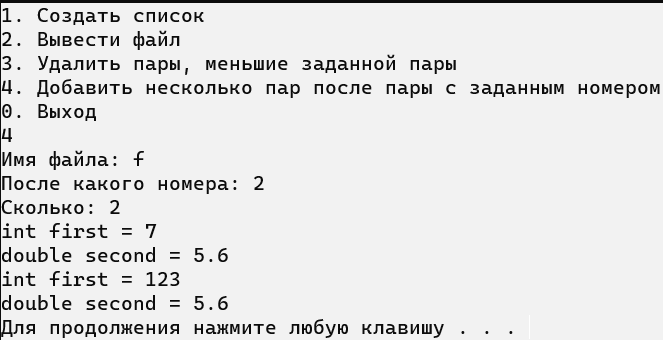 1. Создать список
2. Вывести файл
3. Удалить пары, меньшие заданной пары
4. Добавить несколько пар после пары с заданным номером
0. Выход
4
Имя файла: f
После какого номера: 2
Сколько: 2
int first = 7
double second = 5.6
int first = 123
double second = 5.6
Для продолжения нажмите любую клавишу . . .